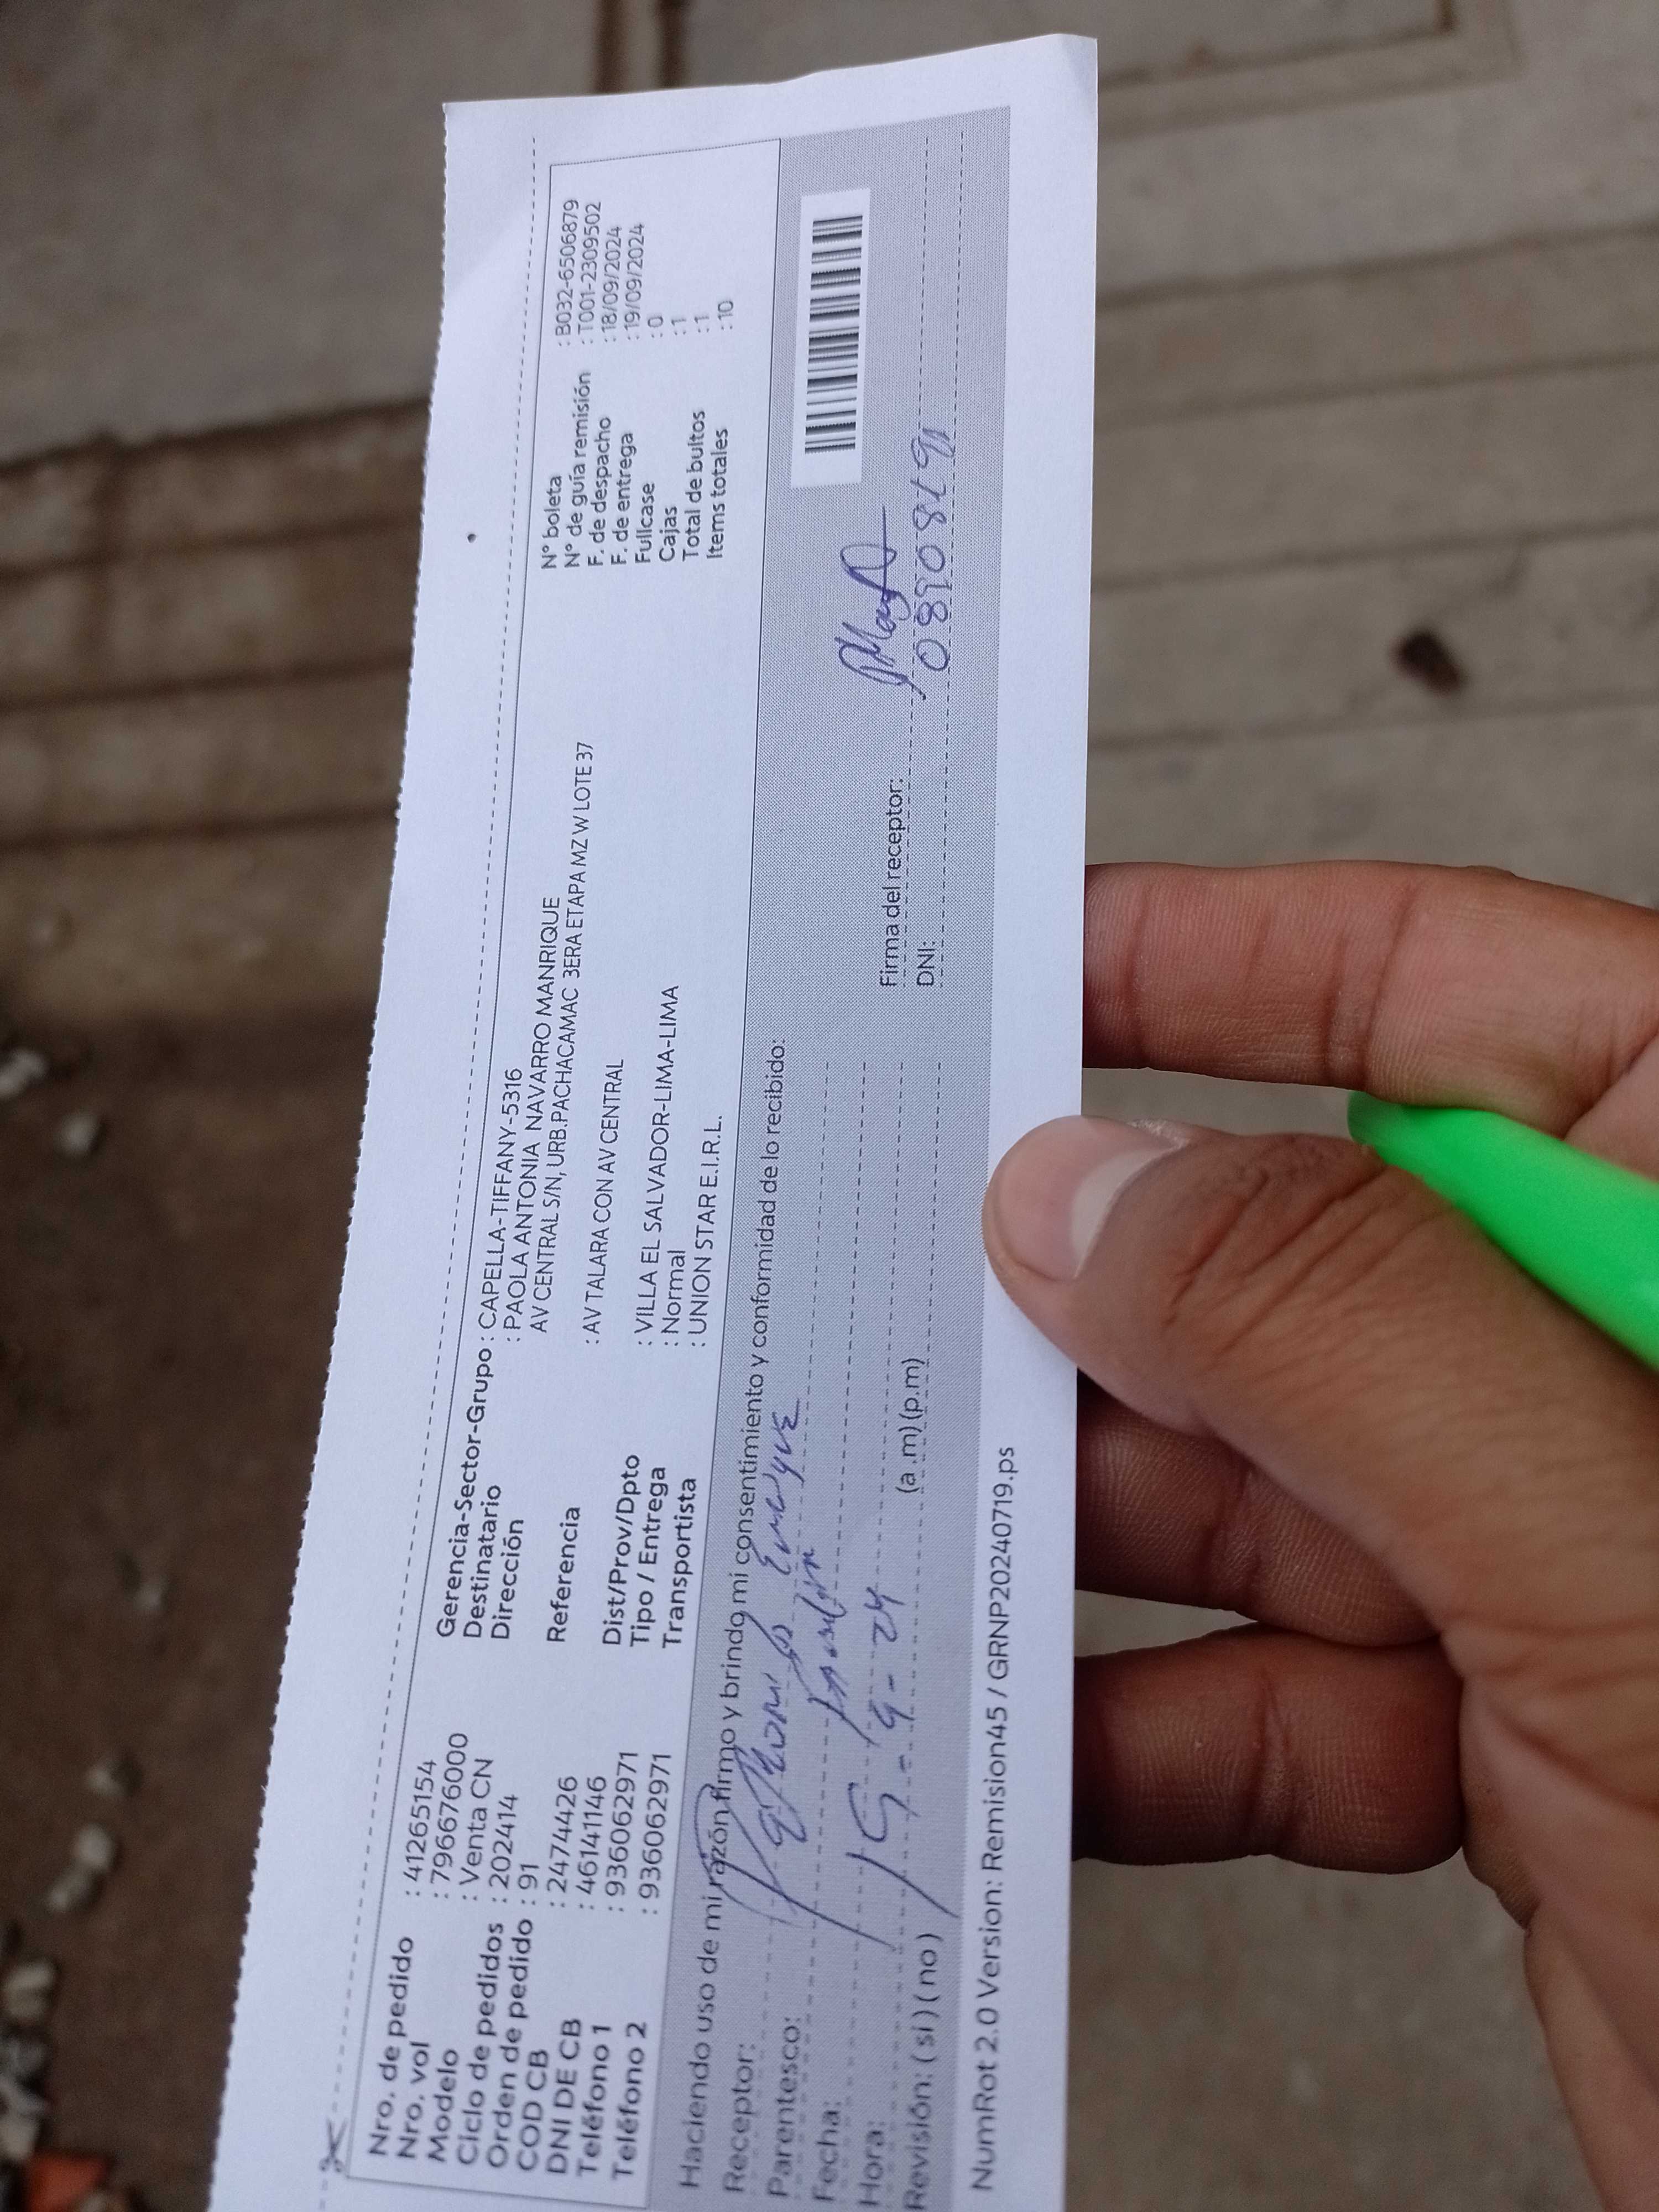 Nro. de pedido : 41265154
Nro. vol : 7966676000
Modelo : Venta CN
Ciclo de pedidos : 202414
Orden de pedido : 91
COD CB : 24744426
DNI DE CB : 46141146
Teléfono 1 : 936062971
Teléfono 2 : 936062971
Gerencia-Sector-Grupo : CAPELLA-TIFFANY-5316
Destinatario : PAOLA ANTONIA NAVARRO MANRIQUE
Dirección AV CENTRAL S/N, URB.PACHACAMAC 3ERA ETAPA MZ W LOTE 37
Referencia : AV TALARA CON AV CENTRAL
Dist/Prov/Dpto : VILLA EL SALVADOR-LIMA-LIMA
Tipo / Entrega : Normal
Transportista : UNION STAR E.I.R.L.
N° boleta : B032-6506879
N° de guía remisión : T001-2309502
F. de despacho : 18/09/2024
F. de entrega : 19/09/2024
Fullcase : 0
Cajas : 1
Total de bultos : 1
Items totales : 10
Haciendo uso de mi razón firmo y brindo mi consentimiento y conformidad de lo recibido:
Receptor:
Parentesco:
Fecha:
Hora: (a .m) (p.m)
Revisión: ( si ) ( no )
Firma del receptor:
DNI:
NumRot 2.0 Version: Remision45 / GRNP20240719.ps